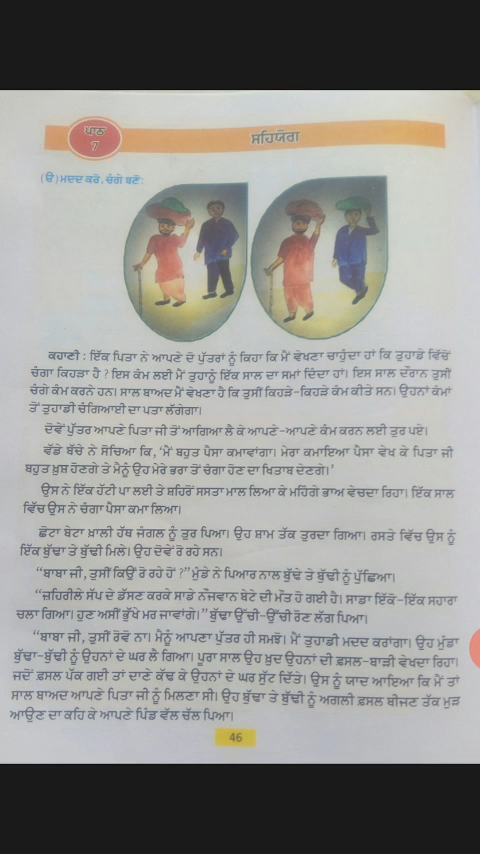 ਪਾਠ
7
ਸਹਿਯੋਗ
(ੳ) ਮਦਦ ਕਰੋ, ਚੰਗੇ ਬਣੋ:
ਕਹਾਣੀ : ਇੱਕ ਪਿਤਾ ਨੇ ਆਪਣੇ ਦੋ ਪੁੱਤਰਾਂ ਨੂੰ ਕਿਹਾ ਕਿ ਮੈਂ ਵੇਖਣਾ ਚਾਹੁੰਦਾ ਹਾਂ ਕਿ ਤੁਹਾਡੇ ਵਿੱਚੋਂ
ਚੰਗਾ ਕਿਹੜਾ ਹੈ ? ਇਸ ਕੰਮ ਲਈ ਮੈਂ ਤੁਹਾਨੂੰ ਇੱਕ ਸਾਲ ਦਾ ਸਮਾਂ ਦਿੰਦਾ ਹਾਂ। ਇਸ ਸਾਲ ਦੌਰਾਨ ਤੁਸੀਂ
ਚੰਗੇ ਕੰਮ ਕਰਨੇ ਹਨ। ਸਾਲ ਬਾਅਦ ਮੈਂ ਵੇਖਣਾ ਹੈ ਕਿ ਤੁਸੀਂ ਕਿਹੜੇ-ਕਿਹੜੇ ਕੰਮ ਕੀਤੇ ਸਨ। ਉਹਨਾਂ ਕੰਮਾਂ
ਤੋਂ ਤੁਹਾਡੀ ਚੰਗਿਆਈ ਦਾ ਪਤਾ ਲੱਗੇਗਾ।
ਦੋਵੇਂ ਪੁੱਤਰ ਆਪਣੇ ਪਿਤਾ ਜੀ ਤੋਂ ਆਗਿਆ ਲੈ ਕੇ ਆਪਣੇ-ਆਪਣੇ ਕੰਮ ਕਰਨ ਲਈ ਤੁਰ ਪਏ।
ਵੱਡੇ ਬੱਚੇ ਨੇ ਸੋਚਿਆ ਕਿ, 'ਮੈਂ ਬਹੁਤ ਪੈਸਾ ਕਮਾਵਾਂਗਾ। ਮੇਰਾ ਕਮਾਇਆ ਪੈਸਾ ਵੇਖ ਕੇ ਪਿਤਾ ਜੀ
ਬਹੁਤ ਖ਼ੁਸ਼ ਹੋਣਗੇ ਤੇ ਮੈਨੂੰ ਉਹ ਮੇਰੇ ਭਰਾ ਤੋਂ ਚੰਗਾ ਹੋਣ ਦਾ ਖਿਤਾਬ ਦੇਣਗੇ।'
ਉਸ ਨੇ ਇੱਕ ਹੱਟੀ ਪਾ ਲਈ ਤੇ ਸ਼ਹਿਰੋਂ ਸਸਤਾ ਮਾਲ ਲਿਆ ਕੇ ਮਹਿੰਗੇ ਭਾਅ ਵੇਚਦਾ ਰਿਹਾ। ਇੱਕ ਸਾਲ
ਵਿੱਚ ਉਸ ਨੇ ਚੰਗਾ ਪੈਸਾ ਕਮਾ ਲਿਆ।
ਛੋਟਾ ਬੇਟਾ ਖ਼ਾਲੀ ਹੱਥ ਜੰਗਲ ਨੂੰ ਤੁਰ ਪਿਆ। ਉਹ ਸ਼ਾਮ ਤੱਕ ਤੁਰਦਾ ਗਿਆ। ਰਸਤੇ ਵਿੱਚ ਉਸ ਨੂੰ
ਇੱਕ ਬੁੱਢਾ ਤੇ ਬੁੱਢੀ ਮਿਲੇ। ਉਹ ਦੋਵੇਂ ਰੋ ਰਹੇ ਸਨ।
"ਬਾਬਾ ਜੀ, ਤੁਸੀਂ ਕਿਉਂ ਰੋ ਰਹੇ ਹੋ ?" ਮੁੰਡੇ ਨੇ ਪਿਆਰ ਨਾਲ ਬੁੱਢੇ ਤੇ ਬੁੱਢੀ ਨੂੰ ਪੁੱਛਿਆ।
"ਜ਼ਹਿਰੀਲੇ ਸੱਪ ਦੇ ਡੱਸਣ ਕਰਕੇ ਸਾਡੇ ਨੌਜਵਾਨ ਬੇਟੇ ਦੀ ਮੌਤ ਹੋ ਗਈ ਹੈ। ਸਾਡਾ ਇੱਕੋ-ਇੱਕ ਸਹਾਰਾ
ਚਲਾ ਗਿਆ। ਹੁਣ ਅਸੀਂ ਭੁੱਖੇ ਮਰ ਜਾਵਾਂਗੇ।" ਬੁੱਢਾ ਉੱਚੀ-ਉੱਚੀ ਰੋਣ ਲੱਗ ਪਿਆ।
"ਬਾਬਾ ਜੀ, ਤੁਸੀਂ ਰੋਵੋ ਨਾ। ਮੈਨੂੰ ਆਪਣਾ ਪੁੱਤਰ ਹੀ ਸਮਝੋ। ਮੈਂ ਤੁਹਾਡੀ ਮਦਦ ਕਰਾਂਗਾ। ਉਹ ਮੁੰਡਾ
ਬੁੱਢਾ-ਬੁੱਢੀ ਨੂੰ ਉਹਨਾਂ ਦੇ ਘਰ ਲੈ ਗਿਆ। ਪੂਰਾ ਸਾਲ ਉਹ ਖ਼ੁਦ ਉਹਨਾਂ ਦੀ ਫ਼ਸਲ-ਬਾੜੀ ਵੇਖਦਾ ਰਿਹਾ।
ਜਦੋਂ ਫ਼ਸਲ ਪੱਕ ਗਈ ਤਾਂ ਦਾਣੇ ਕੱਢ ਕੇ ਉਹਨਾਂ ਦੇ ਘਰ ਸੁੱਟ ਦਿੱਤੇ। ਉਸ ਨੂੰ ਯਾਦ ਆਇਆ ਕਿ ਮੈਂ ਤਾਂ
ਸਾਲ ਬਾਅਦ ਆਪਣੇ ਪਿਤਾ ਜੀ ਨੂੰ ਮਿਲਣਾ ਸੀ। ਉਹ ਬੁੱਢਾ ਤੇ ਬੁੱਢੀ ਨੂੰ ਅਗਲੀ ਫ਼ਸਲ ਬੀਜਣ ਤੱਕ ਮੁੜ
ਆਉਣ ਦਾ ਕਹਿ ਕੇ ਆਪਣੇ ਪਿੰਡ ਵੱਲ ਚੱਲ ਪਿਆ।
46